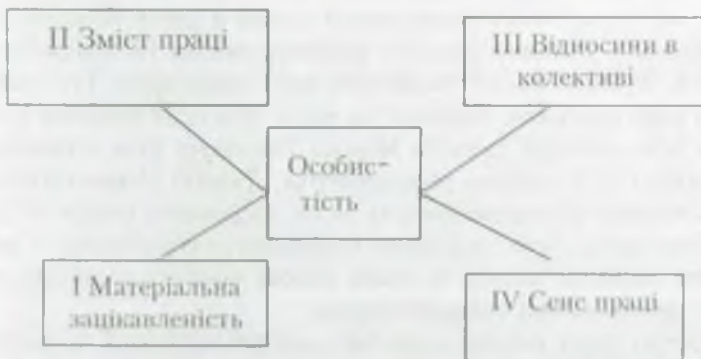 II Зміст праці
III Відносини в
колективі
Особис-
тість
I Матеріальна
зацікавленість
IV Сенс праці